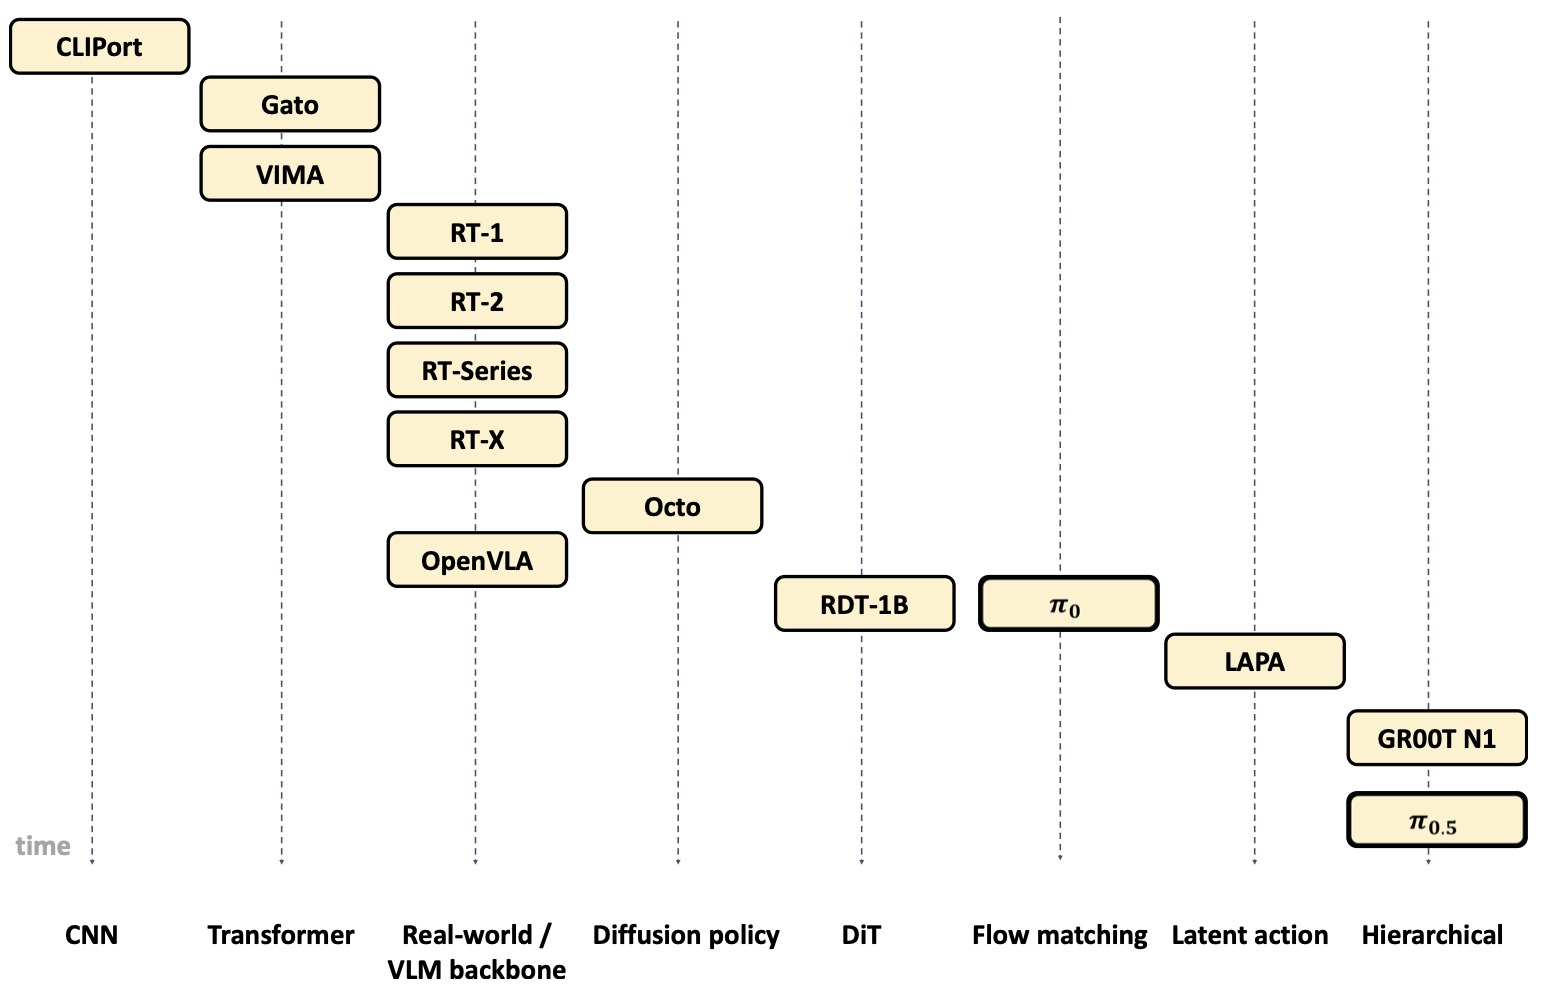 CLIPort
Gato
VIMA
RT-1
RT-2
RT-Series
RT-X
Octo
OpenVLA
RDT-1B
π₀
LAPA
GR00T N1
π₀.₅
time
CNN
Transformer
Real-world /
VLM backbone
Diffusion policy
DiT
Flow matching
Latent action
Hierarchical